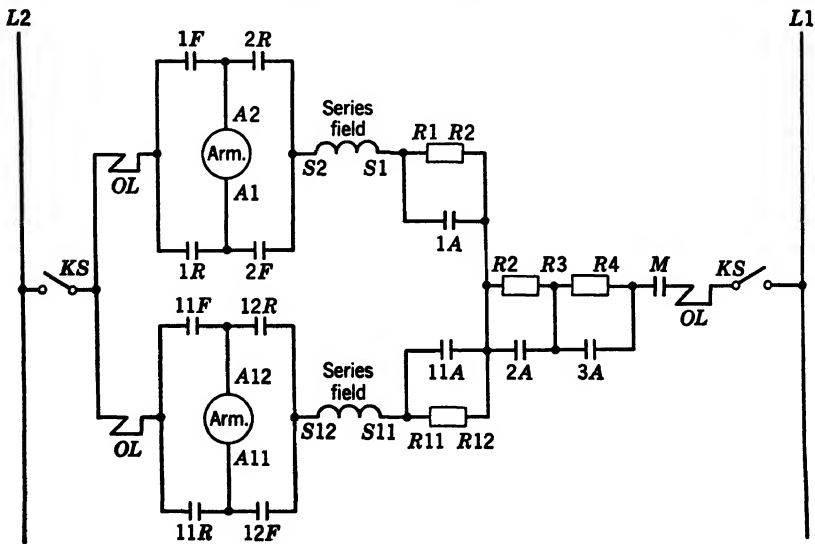 L2
L1
1F 2R
A2
Series
field
R1 R2
Arm.
S2 S1
OL
A1
1A
KS
1R 2F
R2 R3 R4 M KS
OL
11F 12R
11A 2A 3A
A12
Series
field
Arm.
S12 S11
R11 R12
OL
A11
11R 12F